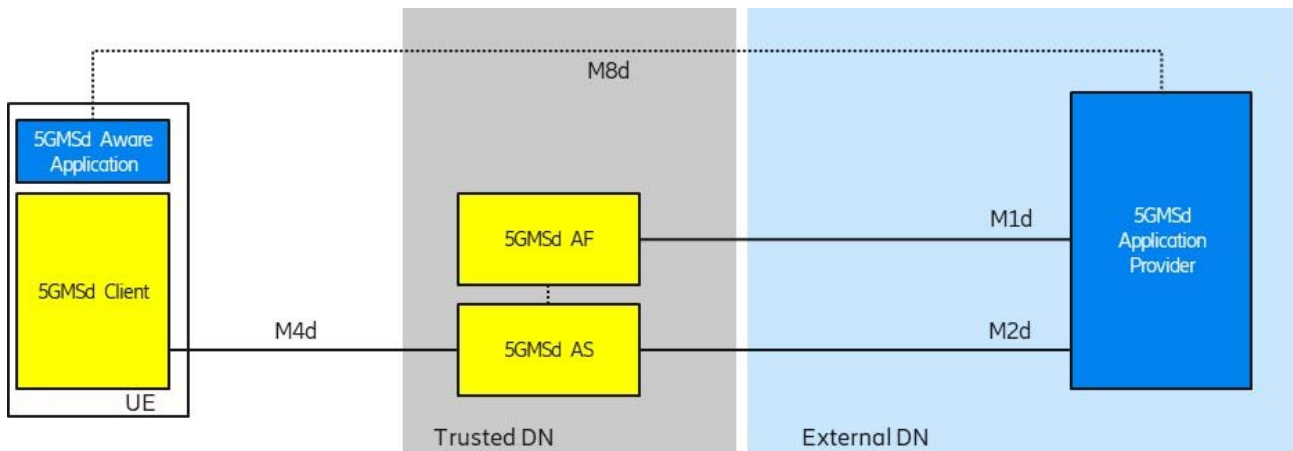 M8d
5GMSd Aware
Application
5GMSd Client
UE
M4d
5GMSd AF
5GMSd AS
Trusted DN
M1d
M2d
5GMSd
Application
Provider
External DN